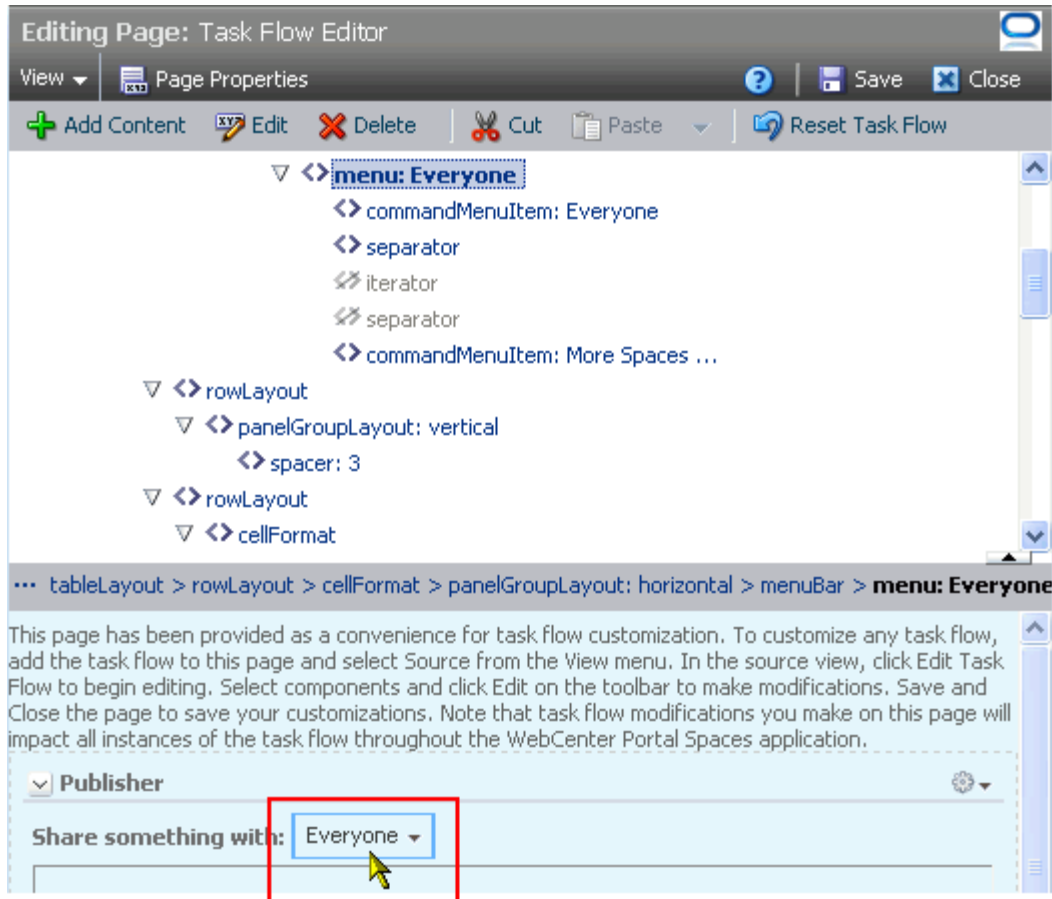 Editing Page: Task Flow Editor
View Page Properties Save Close
Add Content Edit Delete Cut Paste Reset Task Flow
menu: Everyone
commandMenuItem: Everyone
separator
iterator
separator
commandMenuItem: More Spaces ...
rowLayout
panelGroupLayout: vertical
spacer: 3
rowLayout
cellFormat
··· tableLayout > rowLayout > cellFormat > panelGroupLayout: horizontal > menuBar > menu: Everyone
This page has been provided as a convenience for task flow customization. To customize any task flow,
add the task flow to this page and select Source from the View menu. In the source view, click Edit Task
Flow to begin editing. Select components and click Edit on the toolbar to make modifications. Save and
Close the page to save your customizations. Note that task flow modifications you make on this page will
impact all instances of the task flow throughout the WebCenter Portal Spaces application.
Publisher
Share something with: Everyone